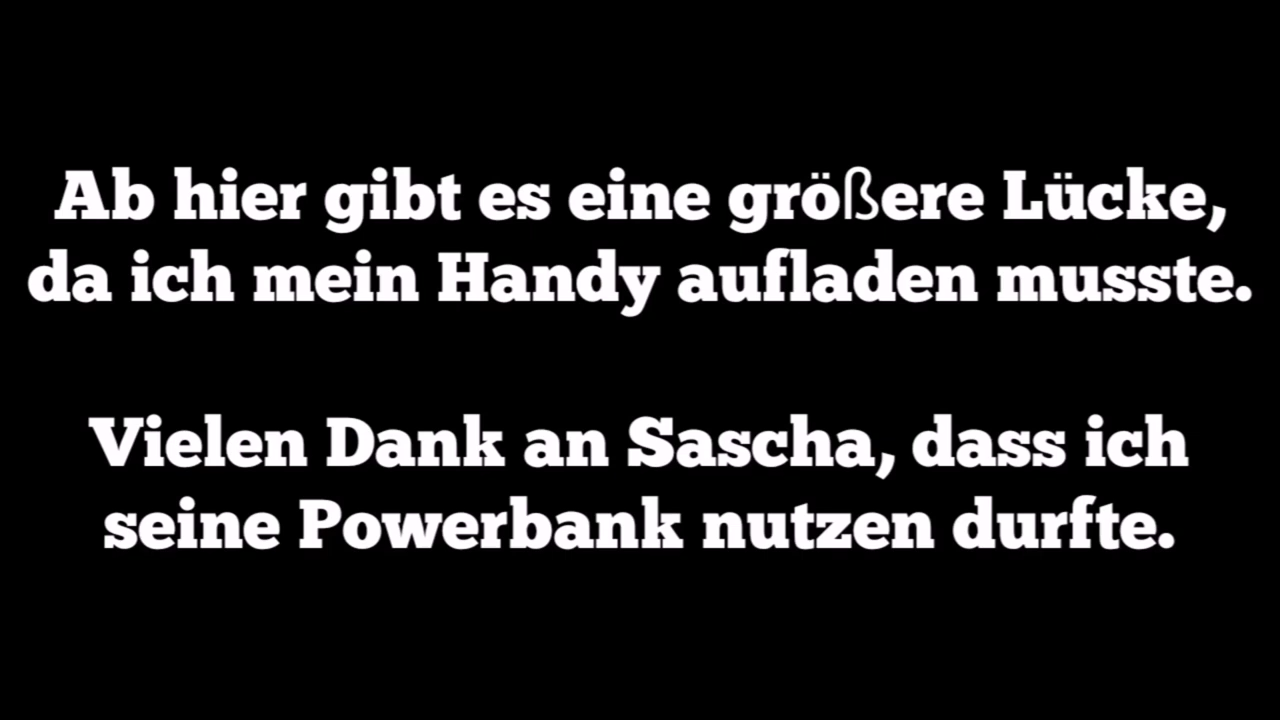 Ab hier gibt es eine größere Lücke,
da ich mein Handy aufladen musste.
Vielen Dank an Sascha, dass ich
seine Powerbank nutzen durfte.